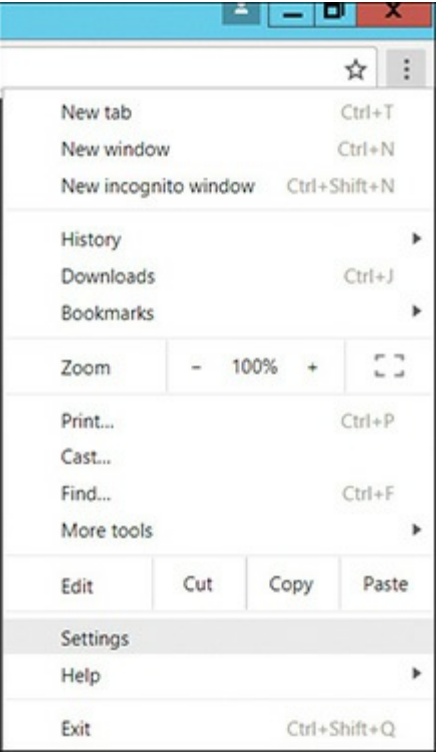 New tab Ctrl+T
New window Ctrl+N
New incognito window Ctrl+Shift+N
History
Downloads Ctrl+J
Bookmarks
Zoom - 100% +
Print... Ctrl+P
Cast...
Find... Ctrl+F
More tools
Edit Cut Copy Paste
Settings
Help
Exit Ctrl+Shift+Q